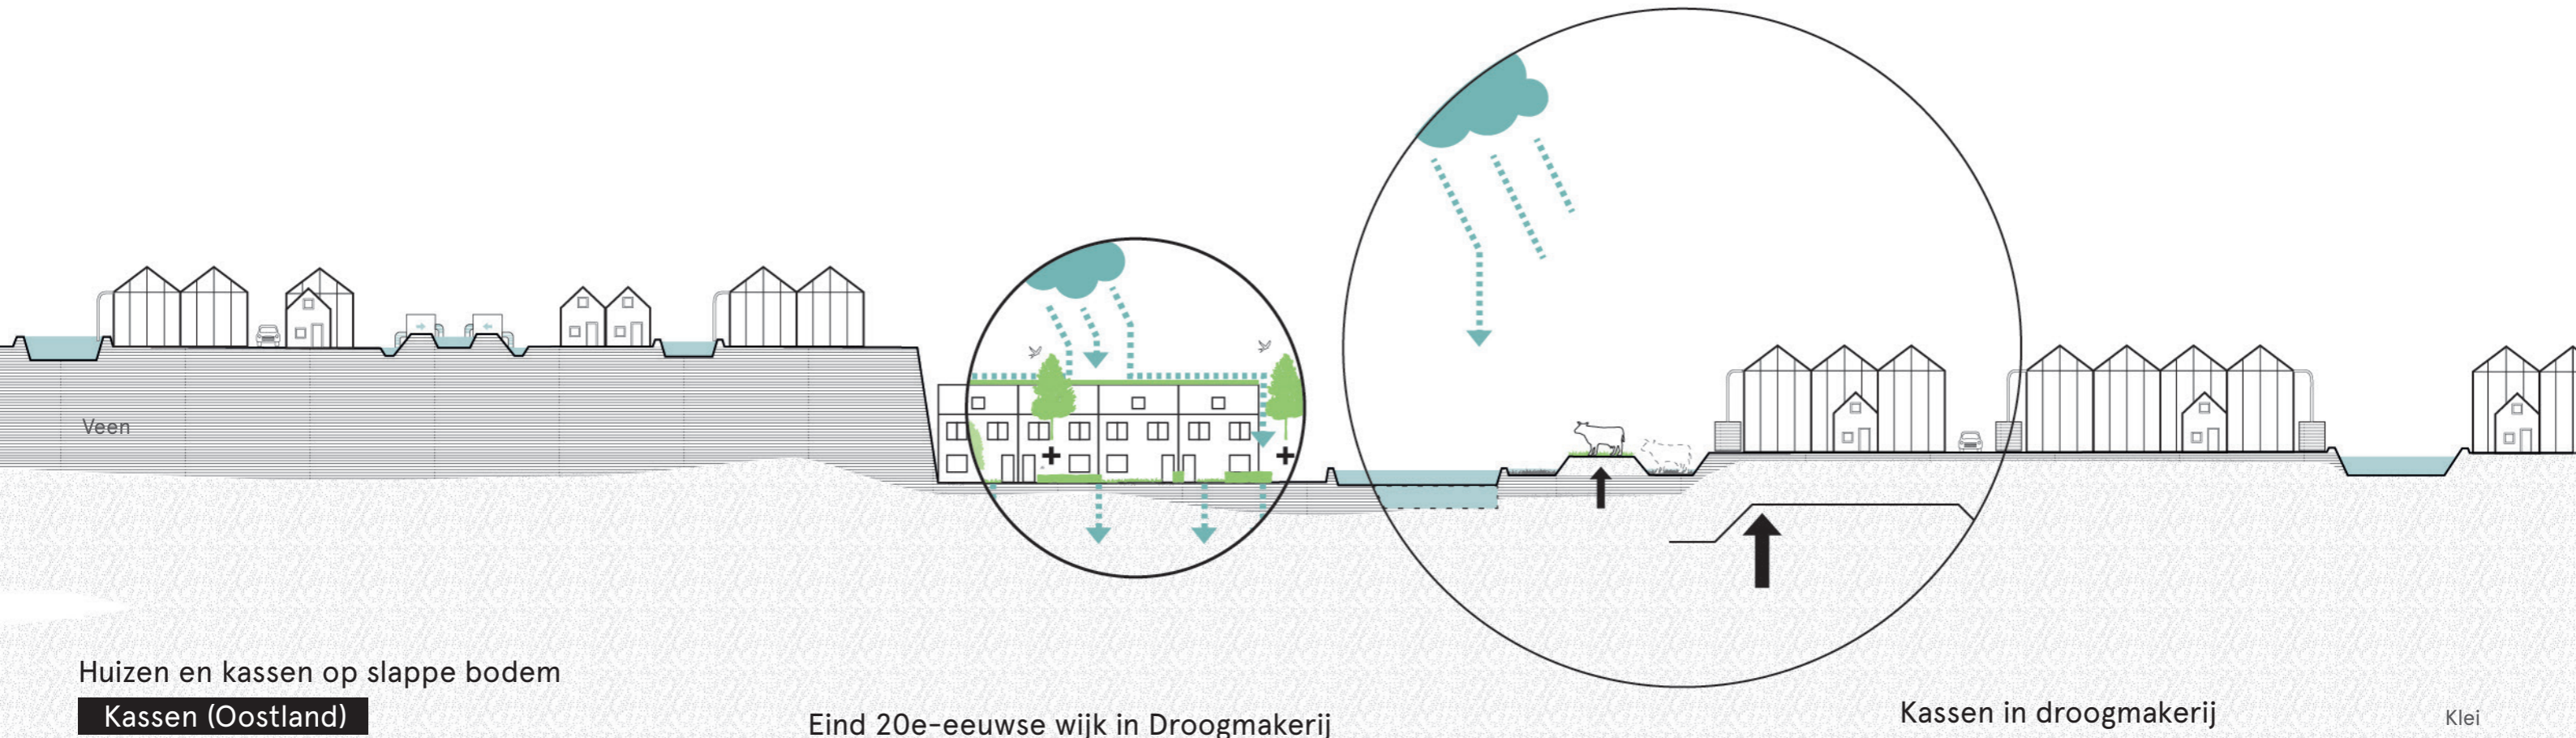 Veen
Huizen en kassen op slappe bodem
Kassen (Oostland)
Eind 20e-eeuwse wijk in Droogmakerij
Kassen in droogmakerij
Klei